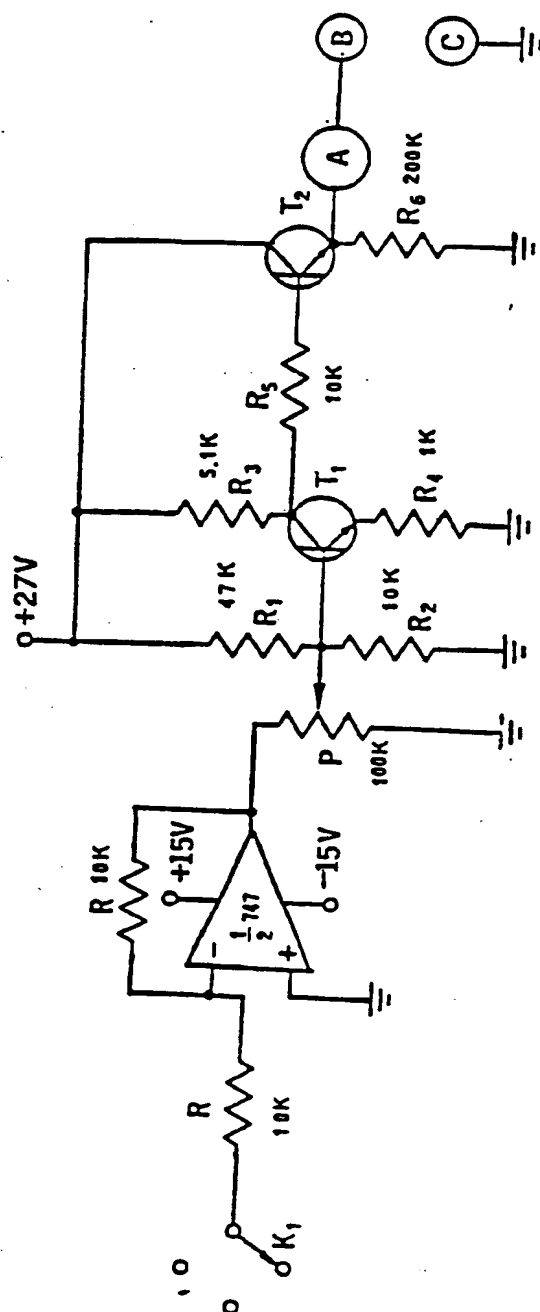 +27V
R 10K
+15V
-
1/2 747
+
-15V
R
10K
K₁
P
100K
47K
R₁
10K
R₂
5.1K
R₃
T₁
R₄ 1K
R₅
10K
T₂
R₆ 200K
A
B
C